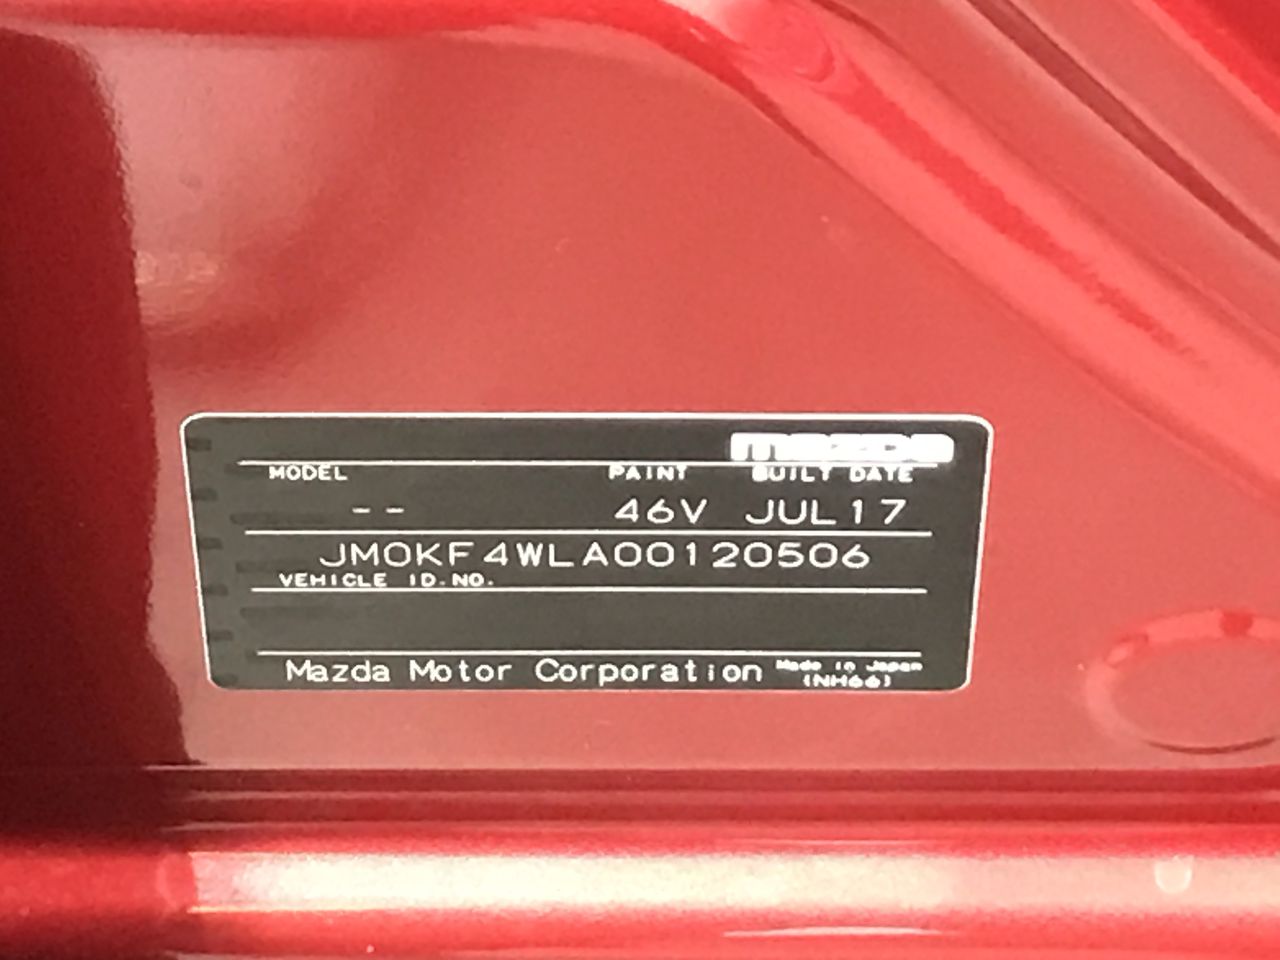 mazda
MODEL PAINT BUILT DATE
-- 46V JUL17
JM0KF4WLA00120506
VEHICLE ID.NO.
Mazda Motor Corporation Made in Japan
(NH66)